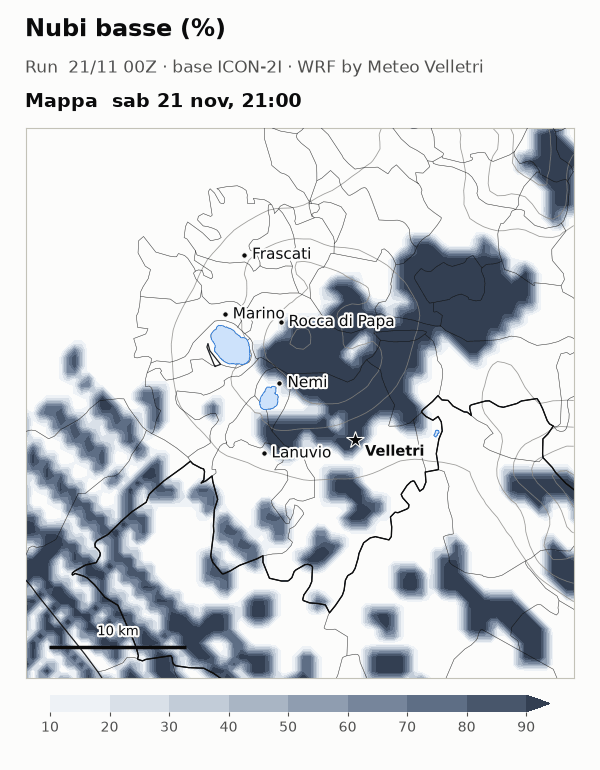 Nubi basse (%)
Run  21/11 00Z · base ICON-2I · WRF by Meteo Velletri
Mappa  sab 21 nov, 21:00
Frascati
Marino
Rocca di Papa
Nemi
Velletri
Lanuvio
10 km
10 20 30 40 50 60 70 80 90